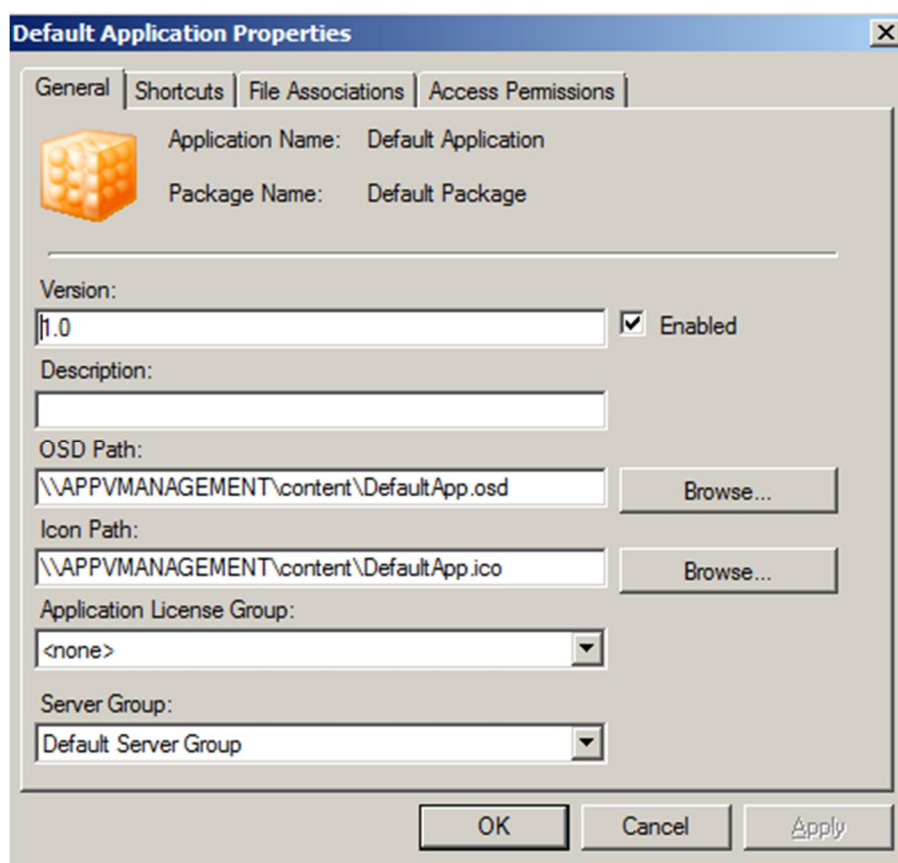 Default Application Properties
General Shortcuts File Associations Access Permissions
Application Name: Default Application
Package Name: Default Package
Version:
1.0 Enabled
Description:
OSD Path:
\\APPVMANAGEMENT\content\DefaultApp.osd Browse...
Icon Path:
\\APPVMANAGEMENT\content\DefaultApp.ico Browse...
Application License Group:
<none>
Server Group:
Default Server Group
OK Cancel Apply